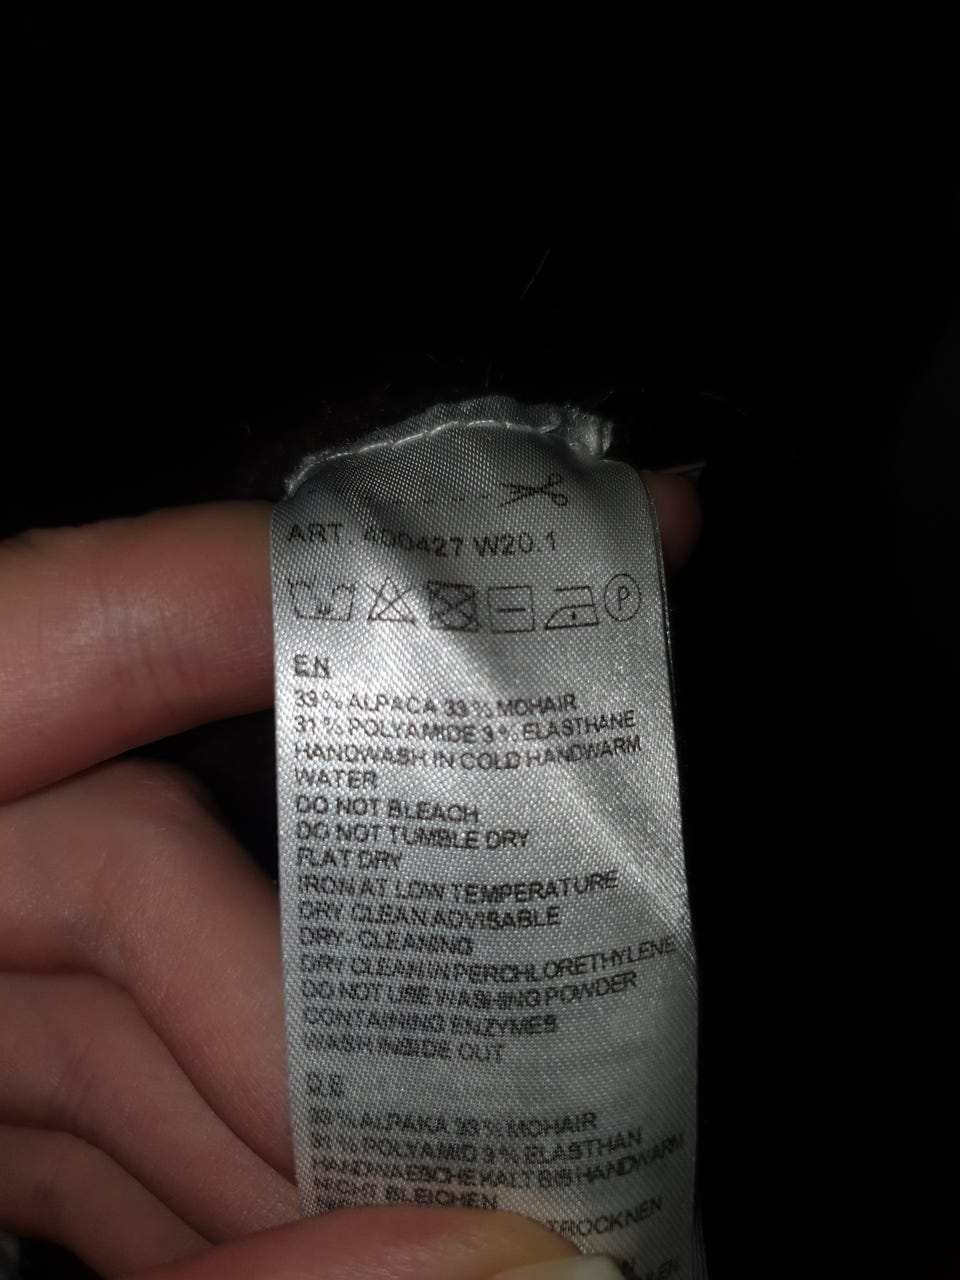 ART. 400427 W20.1
P
EN
33% ALPACA 33% MOHAIR
31% POLYAMIDE 3% ELASTHANE
HANDWASH IN COLD HANDWARM
WATER
DO NOT BLEACH
DO NOT TUMBLE DRY
FLAT DRY
IRON AT LOW TEMPERATURE
DRY CLEAN ADVISABLE
DRY-CLEANING
DRY CLEAN IN PERCHLORETHYLENE
DO NOT USE WASHING POWDER
CONTAINING ENZYMES
WASH INSIDE OUT
33% ALPAKA 33% MOHAIR
31% POLYAMID 3% ELASTHAN
HANDWAESCHE KALT BIS HANDWARM
NICHT BLEICHEN
TROCKNEN